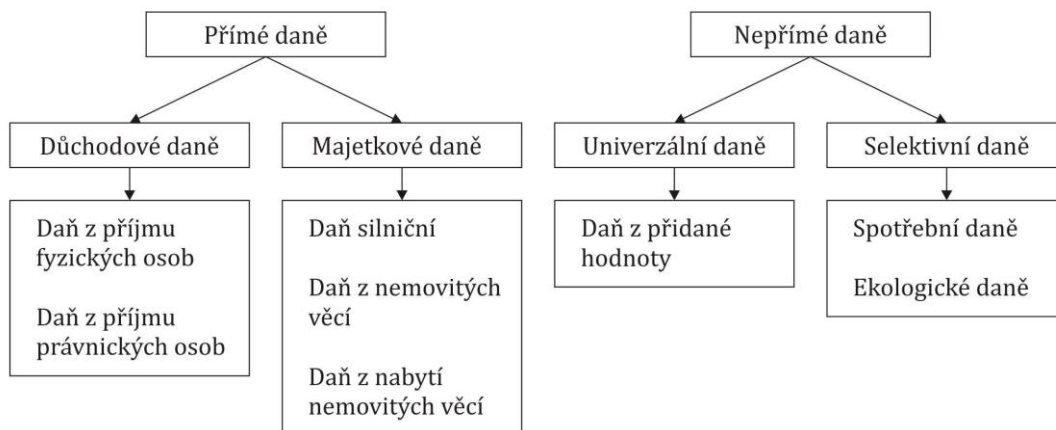 Přímé daně
Nepřímé daně
Důchodové daně
Majetkové daně
Univerzální daně
Selektivní daně
Daň z příjmu
fyzických osob
Daň z příjmu
právnických osob
Daň silniční
Daň z nemovitých
věcí
Daň z nabytí
nemovitých věcí
Daň z přidané
hodnoty
Spotřební daně
Ekologické daně